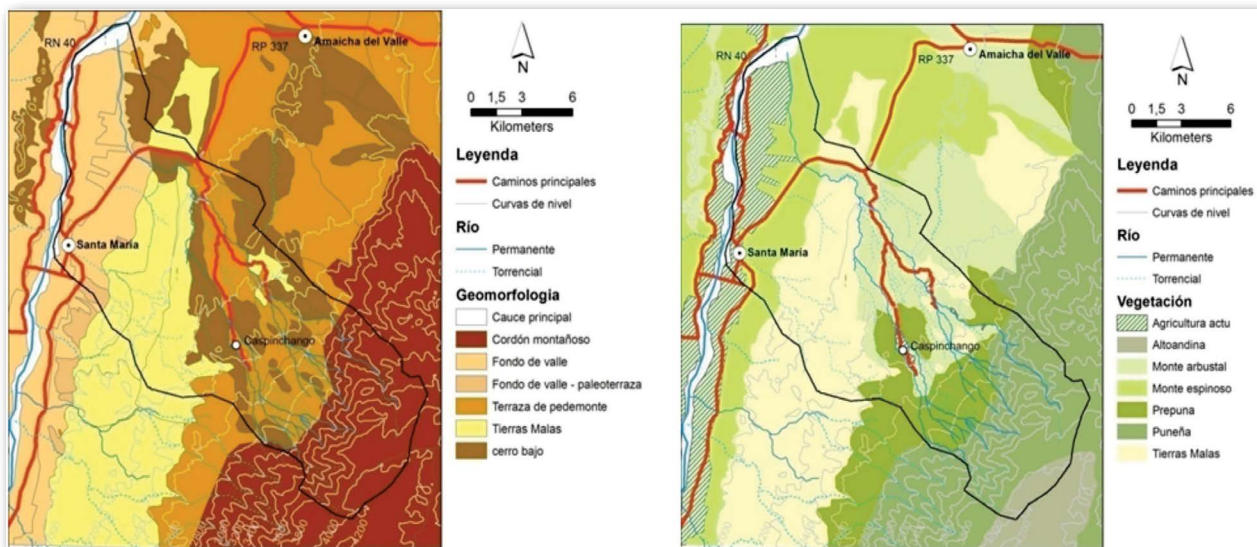 RN 40
RP 337
Amaicha del Valle
Santa María
Caspinchango
N
0 1,5 3 6
Kilometers
Leyenda
Caminos principales
Curvas de nivel
Río
Permanente
Torrencial
Geomorfologia
Cauce principal
Cordón montañoso
Fondo de valle
Fondo de valle - paleoterraza
Terraza de pedemonte
Tierras Malas
cerro bajo
RN 40
RP 337
Amaicha del Valle
Santa María
Caspinchango
N
0 1,5 3 6
Kilometers
Leyenda
Caminos principales
Curvas de nivel
Río
Permanente
Torrencial
Vegetación
Agricultura actu
Altoandina
Monte arbustal
Monte espinoso
Prepuna
Puneña
Tierras Malas